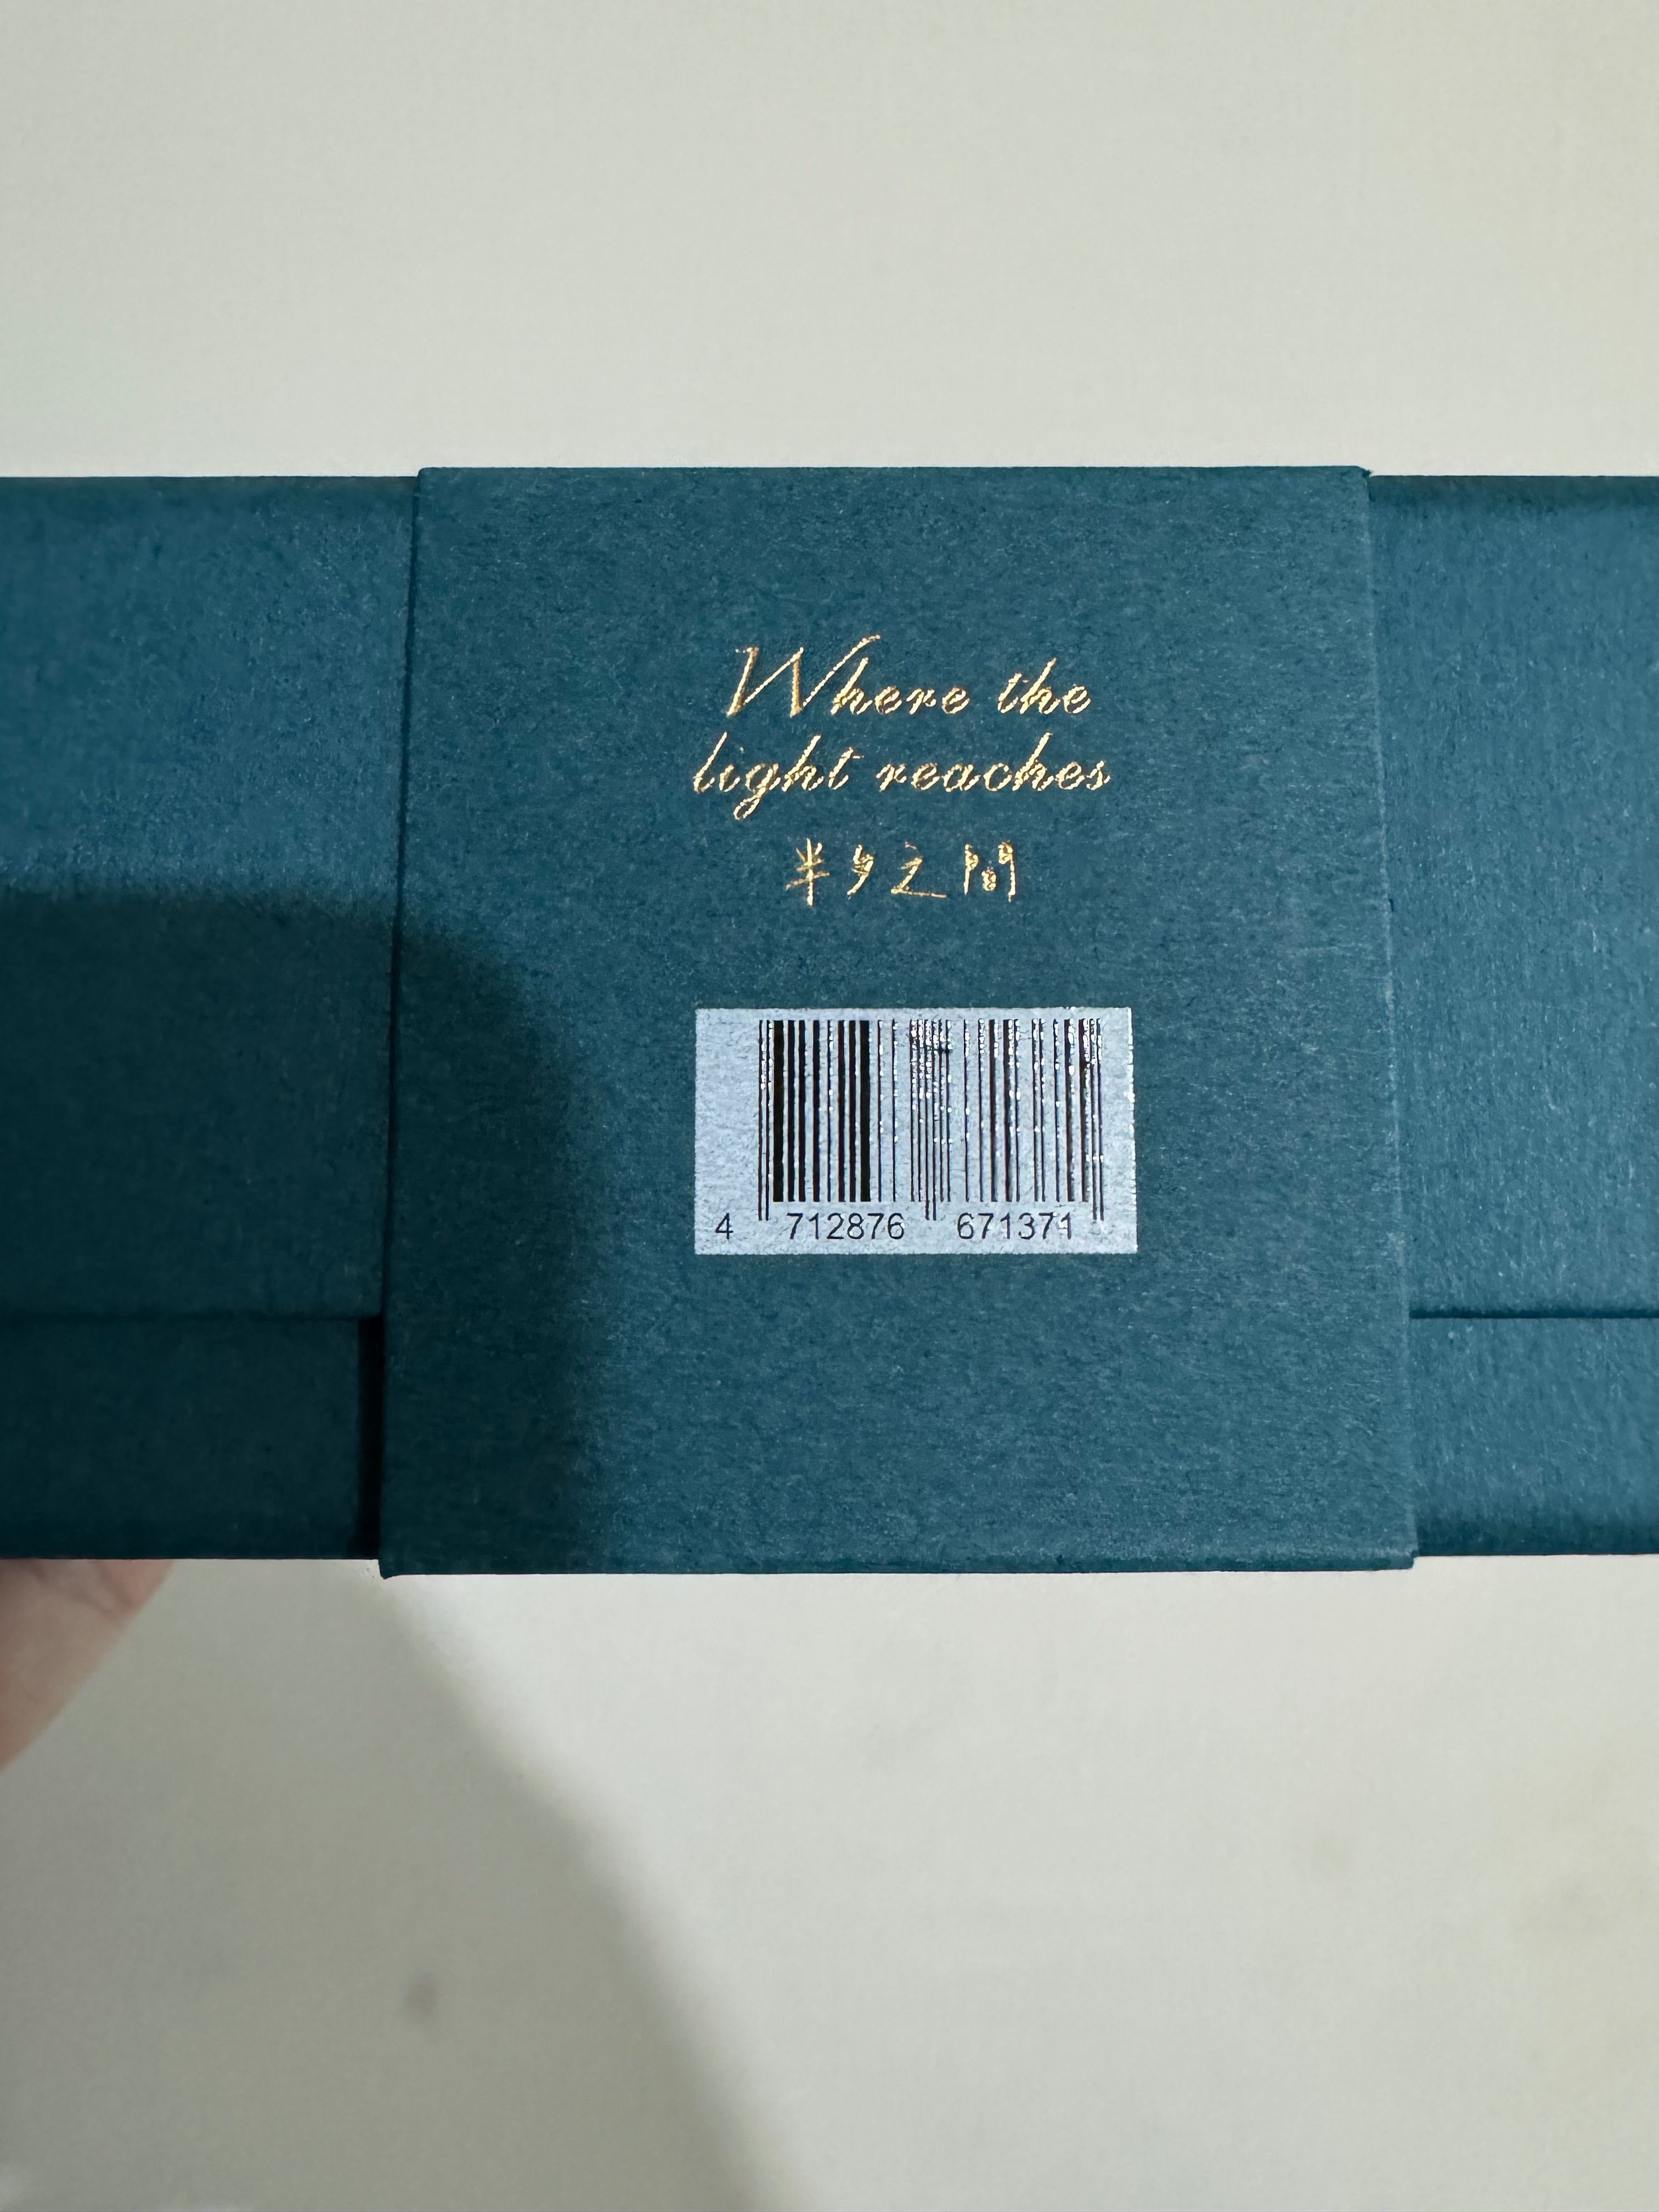 Where the
light reaches
半夕之間
4 712876 671371